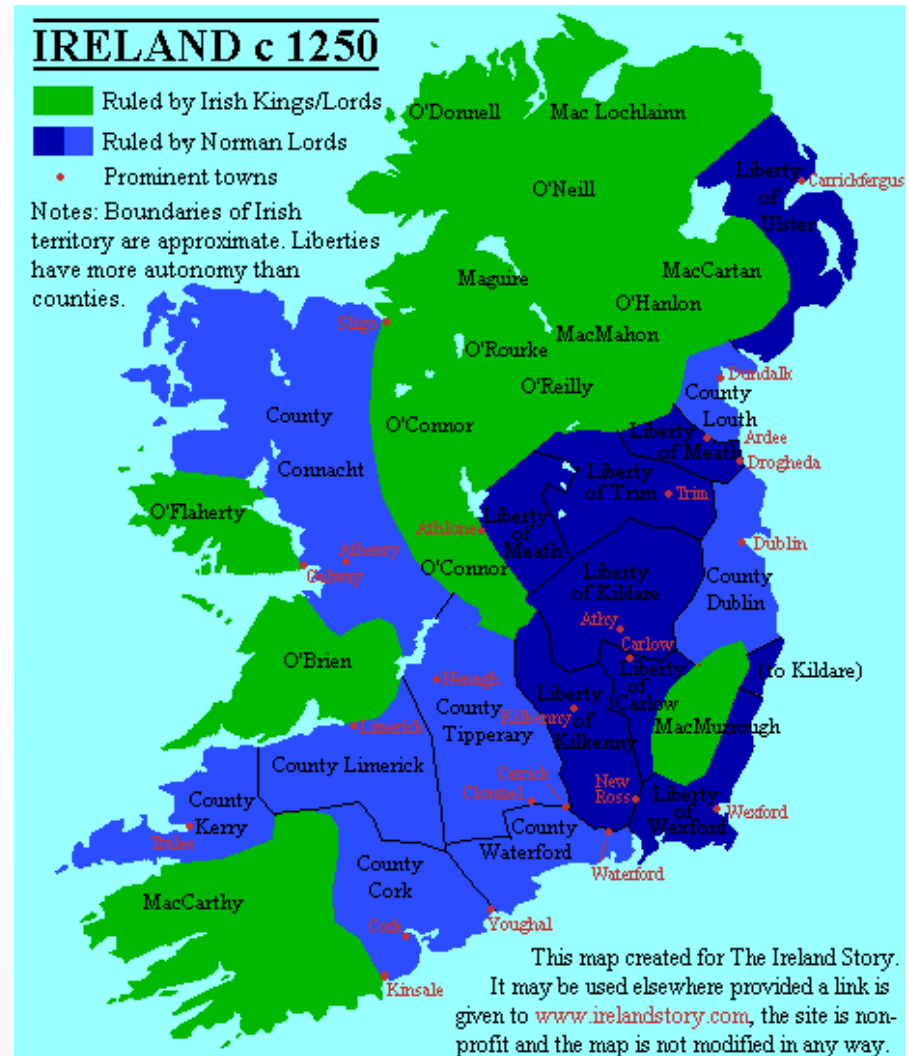 IRELAND c 1250
Ruled by Irish Kings/Lords
Ruled by Norman Lords
Prominent towns
Notes: Boundaries of Irish
territory are approximate. Liberties
have more autonomy than
counties.
O'Donnell
Mac Lochlainn
O'Neill
Liberty
of
Ulster
Carrickfergus
Maguire
MacCartan
O'Hanlon
MacMahon
O'Rourke
O'Reilly
Sligo
County
Connacht
O'Connor
Dundalk
County
Louth
Liberty
of Meath
Ardee
Drogheda
Liberty
of Trim
Trim
O'Flaherty
Athlone
Liberty
of
Meath
Athenry
Galway
O'Connor
Dublin
County
Dublin
Liberty
of Kildare
Athy
Carlow
Liberty
of
Carlow
(to Kildare)
O'Brien
Nenagh
County
Tipperary
Kilkenny
Liberty
of
Kilkenny
MacMurrough
Limerick
County Limerick
Carrick
Clonmel
New
Ross
Liberty
of
Wexford
Wexford
County
Kerry
Tralee
County
Waterford
Waterford
MacCarthy
County
Cork
Cork
Youghal
Kinsale
This map created for The Ireland Story.
It may be used elsewhere provided a link is
given to www.irelandstory.com, the site is non-
profit and the map is not modified in any way.